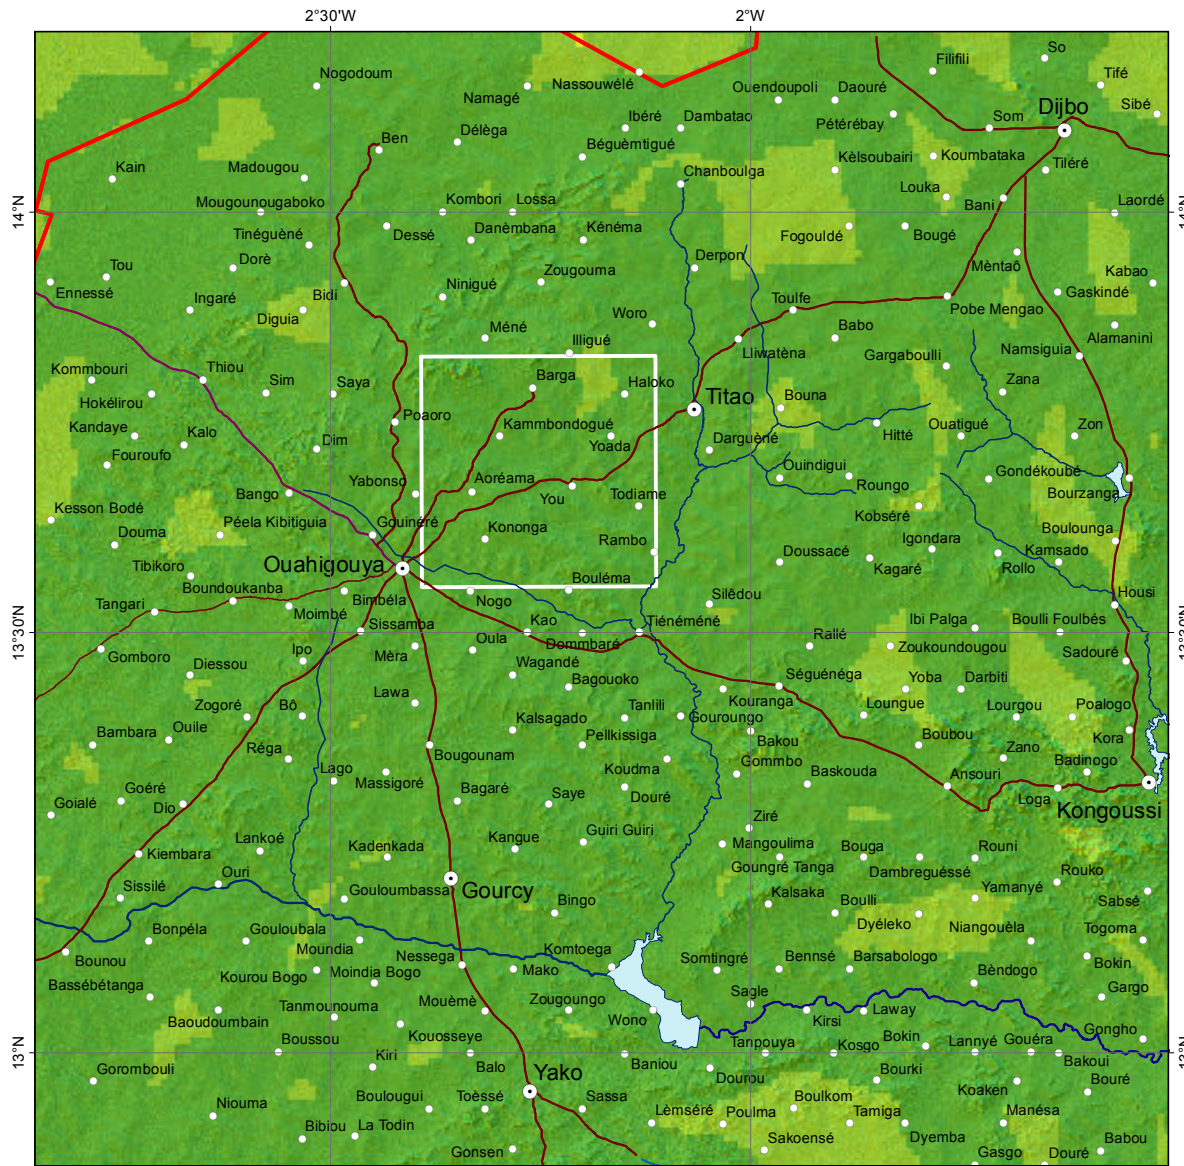 2°30'W
2°W
So
Filifili
Tifé
Nogodoum
Nassouwélé
Ouendoupoli
Daouré
Namagé
Sibé
Dijbo
Ibéré
Dambatao
Pétérébay
Som
Délèga
Ben
Béguèmtigué
Kèlsoubairi
Koumbataka
Tiléré
Kain
Madougou
Chanboulga
Louka
Bani
Laordé
14°N
Mougounougaboko
Kombori
Lossa
Tinéguèné
Dessé
Danèmbana
Kénéma
Fogouldé
Bougé
Dorè
Derpon
Mèntaô
Tou
Zougouma
Kabao
Ennessé
Ingaré
Bidi
Ninigué
Toulfe
Gaskindé
Diguia
Woro
Pobe Mengao
Méné
Illigué
Babo
Alamanini
Lliwatèna
Gargaboulli
Namsiguia
Kommbouri
Thiou
Sim
Saya
Barga
Haloko
Zana
Hokélirou
Titao
Bouna
Kandaye
Kalo
Poaoro
Kammbondogué
Hitté
Ouatigué
Zon
Fouroufo
Dim
Yoada
Darguèné
Yabonso
Aoréama
Ouindigui
Gondékoubé
Kesson Bodé
Bango
You
Todiame
Roungo
Bourzanga
Péela Kibitiguia
Gouinéré
Kobséré
Douma
Kononga
Rambo
Igondara
Boulounga
Ouahigouya
Doussacé
Kamsado
Tibikoro
Bouléma
Kagaré
Rollo
Boundoukanba
Bimbéla
Nogo
Silêdou
Housi
Tangari
Moimbé
Sissamba
Kao
Tiénéméné
Ibi Palga
Boulli Foulbés
13°30'N
Gomboro
Ipo
Oula
Dommbaré
Rallé
Zoukoundougou
Sadouré
Diessou
Mèra
Wagandé
Séguénéga
Bagouoko
Yoba
Darbiti
Zogoré
Bô
Lawa
Kouranga
Loungue
Lourgou
Poalogo
Bambara
Ouile
Kalsagado
Tanlili
Gouroungo
Réga
Bougounam
Pellkissiga
Bakou
Boubou
Zano
Kora
Lago
Massigoré
Koudma
Gommbo
Badinogo
Goialé
Goéré
Dio
Bagaré
Saye
Douré
Baskouda
Ansouri
Loga
Kongoussi
Ziré
Lankoé
Kadenkada
Kangue
Guiri Guiri
Mangoulima
Bouga
Rouni
Kiembara
Goungré Tanga
Dambreguéssé
Sissilé
Ouri
Gouloumbassa
Gourcy
Kalsaka
Yamanyé
Rouko
Sabsé
Bingo
Boulli
Bonpéla
Gouloubala
Dyéleko
Niangouèla
Togoma
Bounou
Moundia
Nessega
Komtoega
Somtingré
Bennsé
Barsabologo
Bokin
Bassébétanga
Kourou Bogo
Moindia Bogo
Mako
Bèndogo
Gargo
Tanmounouma
Mouèmè
Zougoungo
Sagle
Baoudoumbain
Kouosseye
Wono
Kirsi
Laway
Gongho
Boussou
Tanpouya
Kosgo
Bokin
Lannyé
Gouéra
13°N
Kiri
Balo
Baniou
Bakoui
Gorombouli
Yako
Dourou
Bourki
Koaken
Bouré
Niouma
Boulougui
Toèssé
Sassa
Lèmséré
Poulma
Boulkom
Tamiga
Manésa
Bibiou
La Todin
Sakoensé
Dyemba
Babou
Gonsen
Gasgo
Douré